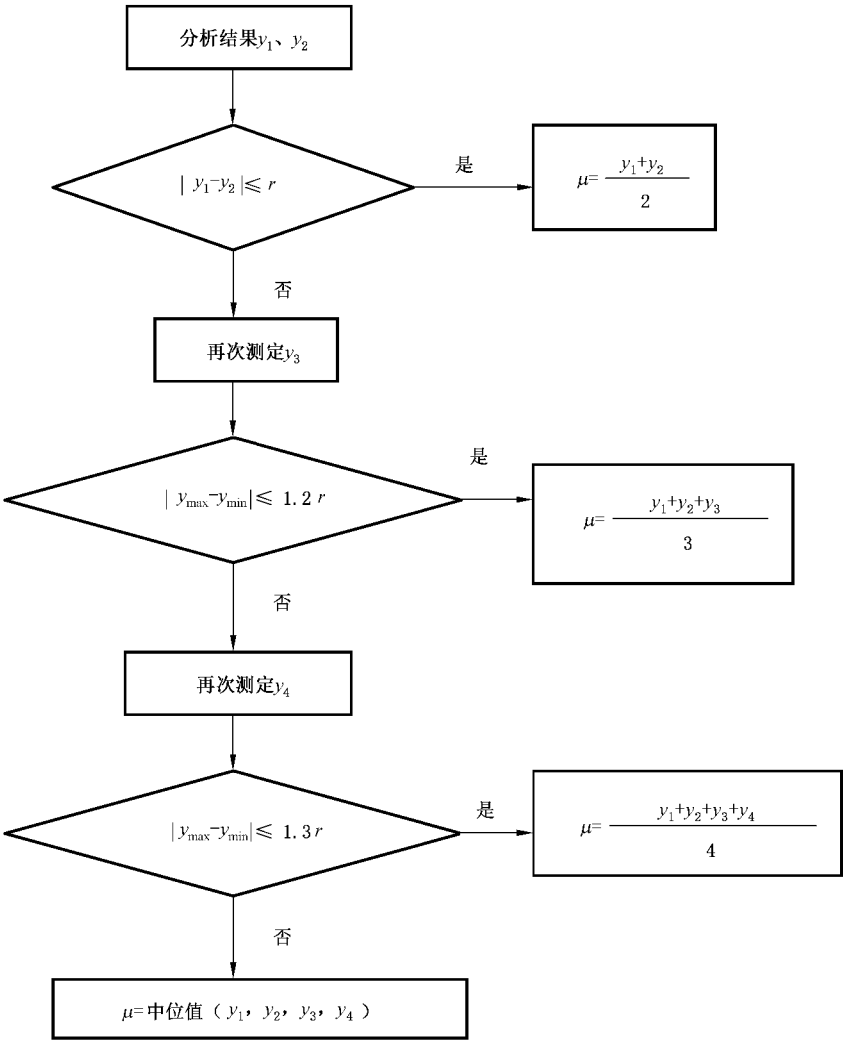 分析结果y₁、y₂
| y₁-y₂|≤ r
是
μ= y₁+y₂
2
否
再次测定y₃
| yₘₐₓ-yₘᵢₙ|≤ 1.2 r
是
μ= y₁+y₂+y₃
3
否
再次测定y₄
|yₘₐₓ-yₘᵢₙ|≤ 1.3 r
是
μ= y₁+y₂+y₃+y₄
4
否
μ=中位值（y₁，y₂，y₃，y₄）